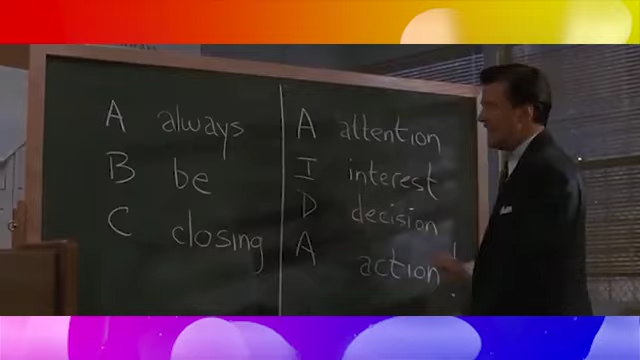 A always
B be
C closing
A attention
I interest
D decision
A action!